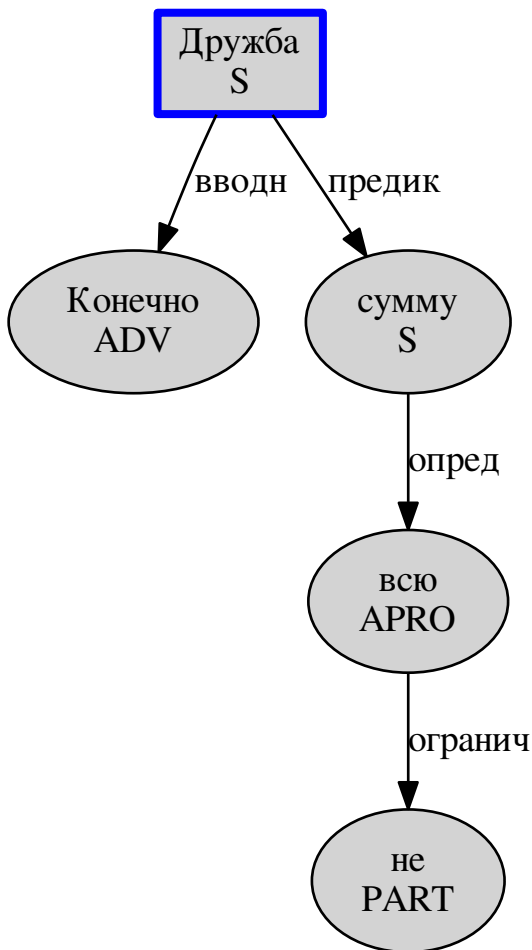 Дружба
S
вводн
предик
Конечно
ADV
сумму
S
опред
всю
APRO
огранич
не
PART